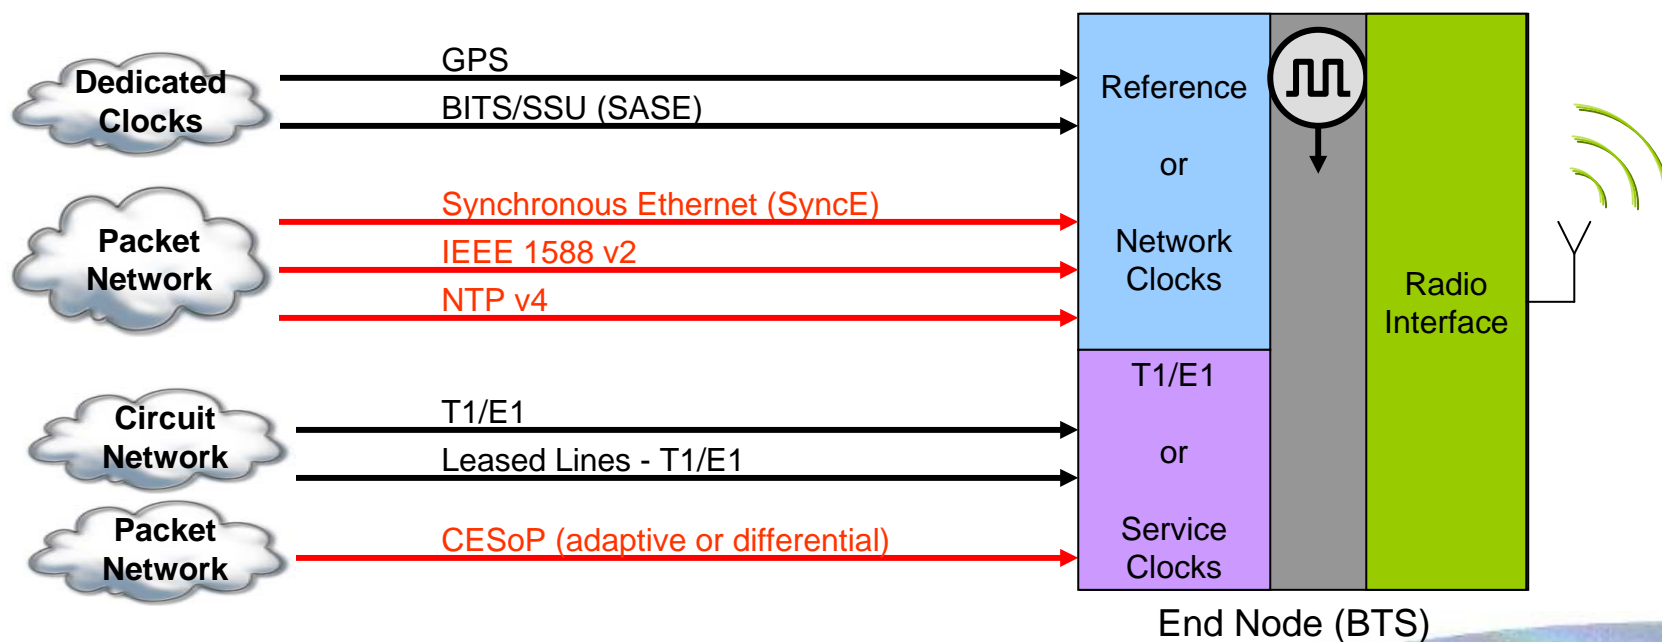 Dedicated
Clocks
GPS
BITS/SSU (SASE)
Packet
Network
Synchronous Ethernet (SyncE)
IEEE 1588 v2
NTP v4
Circuit
Network
T1/E1
Leased Lines - T1/E1
Packet
Network
CESoP (adaptive or differential)
Reference
or
Network
Clocks
T1/E1
or
Service
Clocks
Radio
Interface
End Node (BTS)